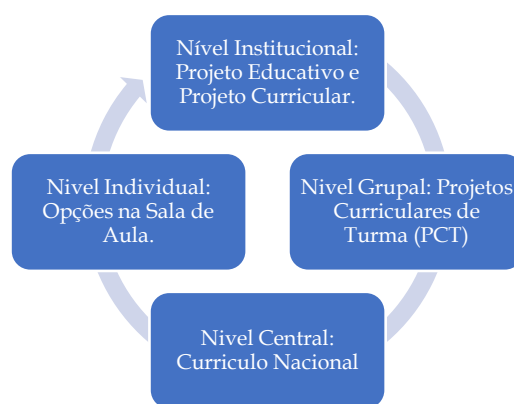 Nível Institucional:
Projeto Educativo e
Projeto Curricular.
Nivel Individual:
Opções na Sala de
Aula.
Nivel Grupal: Projetos
Curriculares de
Turma (PCT)
Nivel Central:
Curriculo Nacional